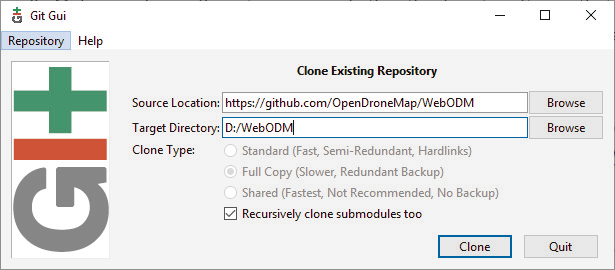 Git Gui
Repository Help
Clone Existing Repository
Source Location: https://github.com/OpenDroneMap/WebODM Browse
Target Directory: D:/WebODM Browse
Clone Type: Standard (Fast, Semi-Redundant, Hardlinks)
Full Copy (Slower, Redundant Backup)
Shared (Fastest, Not Recommended, No Backup)
Recursively clone submodules too
Clone Quit